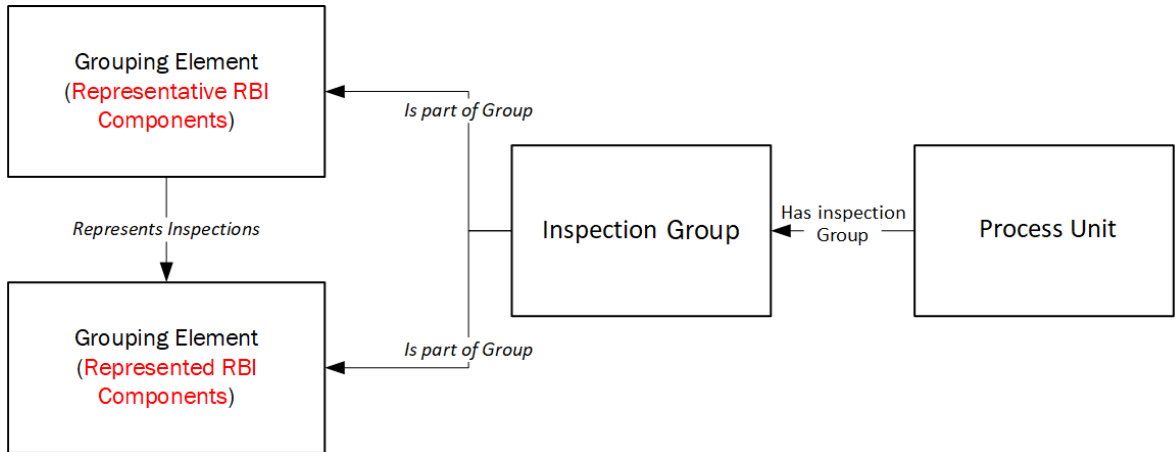 Grouping Element
(Representative RBI
Components)
Is part of Group
Represents Inspections
Inspection Group
Has inspection
Group
Process Unit
Grouping Element
(Represented RBI
Components)
Is part of Group